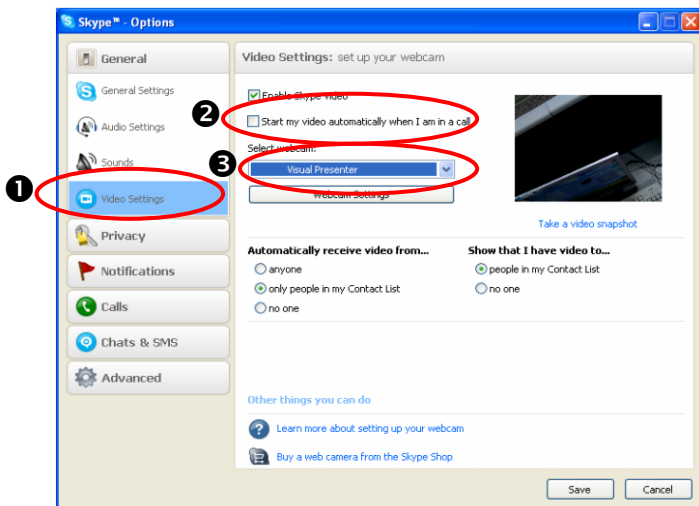 Skype™ - Options
General
General Settings
Audio Settings
Sounds
Video Settings
Privacy
Notifications
Calls
Chats & SMS
Advanced
Video Settings: set up your webcam
Enable Skype video
❷
Start my video automatically when I am in a call
Select webcam:
❸
Visual Presenter
❶
Webcam Settings
Take a video snapshot
Automatically receive video from...
anyone
only people in my Contact List
no one
Show that I have video to...
people in my Contact List
no one
Other things you can do
Learn more about setting up your webcam
Buy a web camera from the Skype Shop
Save
Cancel